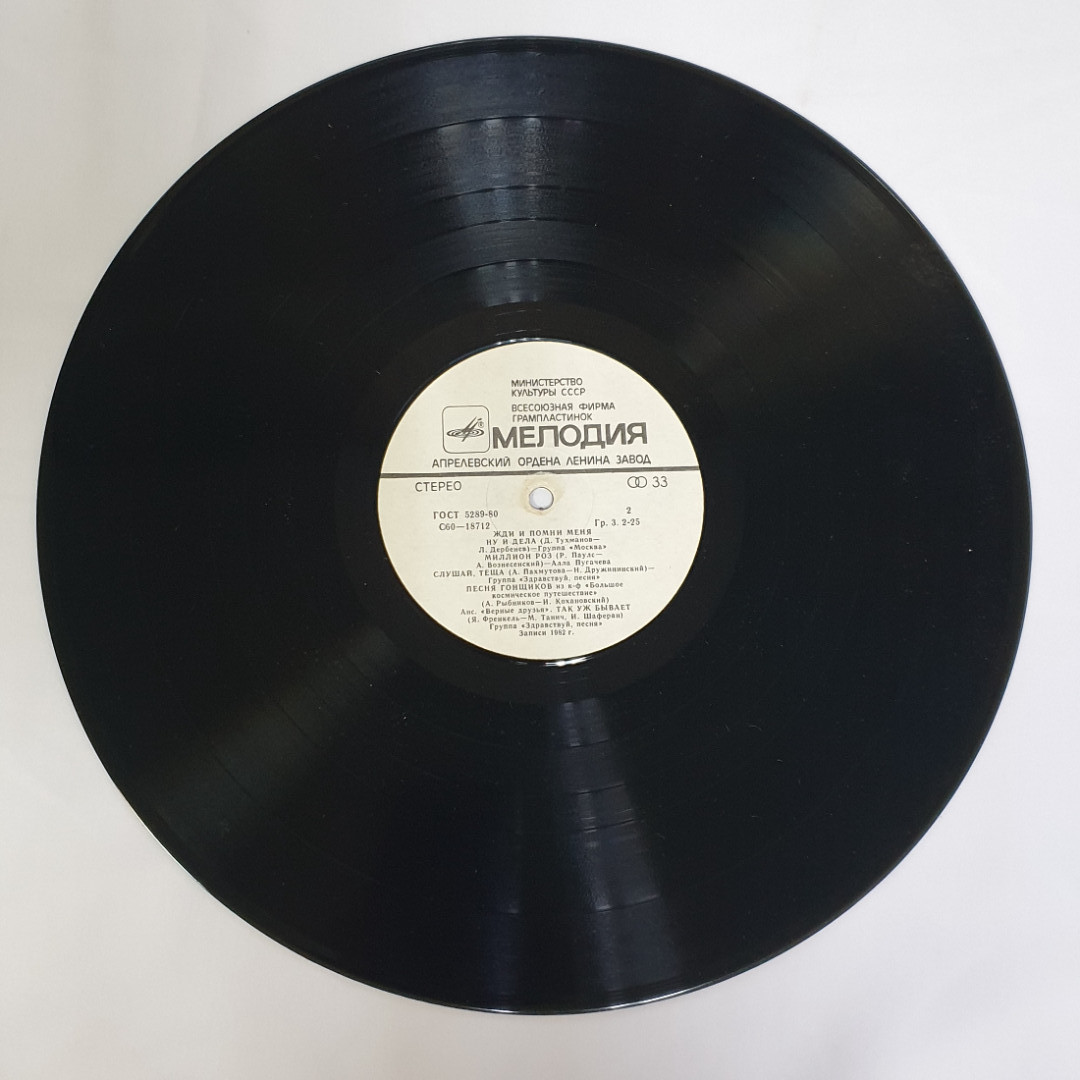 МИНИСТЕРСТВО
КУЛЬТУРЫ СССР
ВСЕСОЮЗНАЯ ФИРМА
ГРАМПЛАСТИНОК
МЕЛОДИЯ
АПРЕЛЕВСКИЙ ОРДЕНА ЛЕНИНА ЗАВОД
СТЕРЕО 33
ГОСТ 5289-80 2
С60—18712 Гр. 3. 2-25
ЖДИ И ПОМНИ МЕНЯ
НУ И ДЕЛА (Д. Тухманов—
Л. Дербенев)—Группа «Москва»
МИЛЛИОН РОЗ (Р. Паулс—
А. Вознесенский)—Алла Пугачева
СЛУШАЙ, ТЕЩА (А. Пахмутова—Н. Дружининский)—
Группа «Здравствуй, песня»
ПЕСНЯ ГОНЩИКОВ из к-ф «Большое
космическое путешествие»
(А. Рыбников—И. Кохановский)
Анс. «Верные друзья». ТАК УЖ БЫВАЕТ
(Я. Френкель—М. Танич, И. Шаферан)
Группа «Здравствуй, песня»
Записи 1982 г.